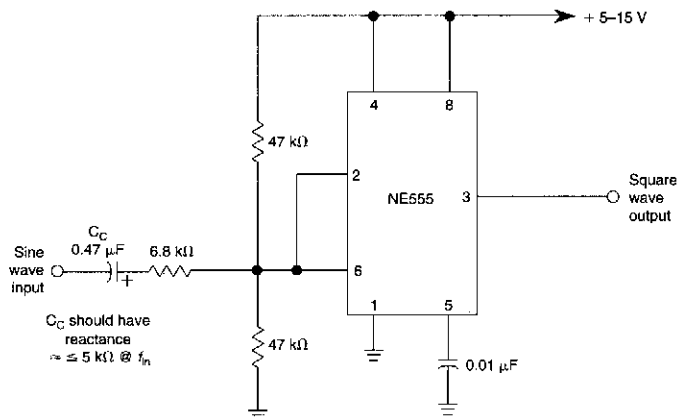 + 5–15 V
4
8
47 kΩ
2
NE555
3
Square
wave
output
C_C
0.47 µF
6.8 kΩ
Sine
wave
input
+
6
1
5
C_C should have
reactance
≈ ≤ 5 kΩ @ f_in
47 kΩ
0.01 µF